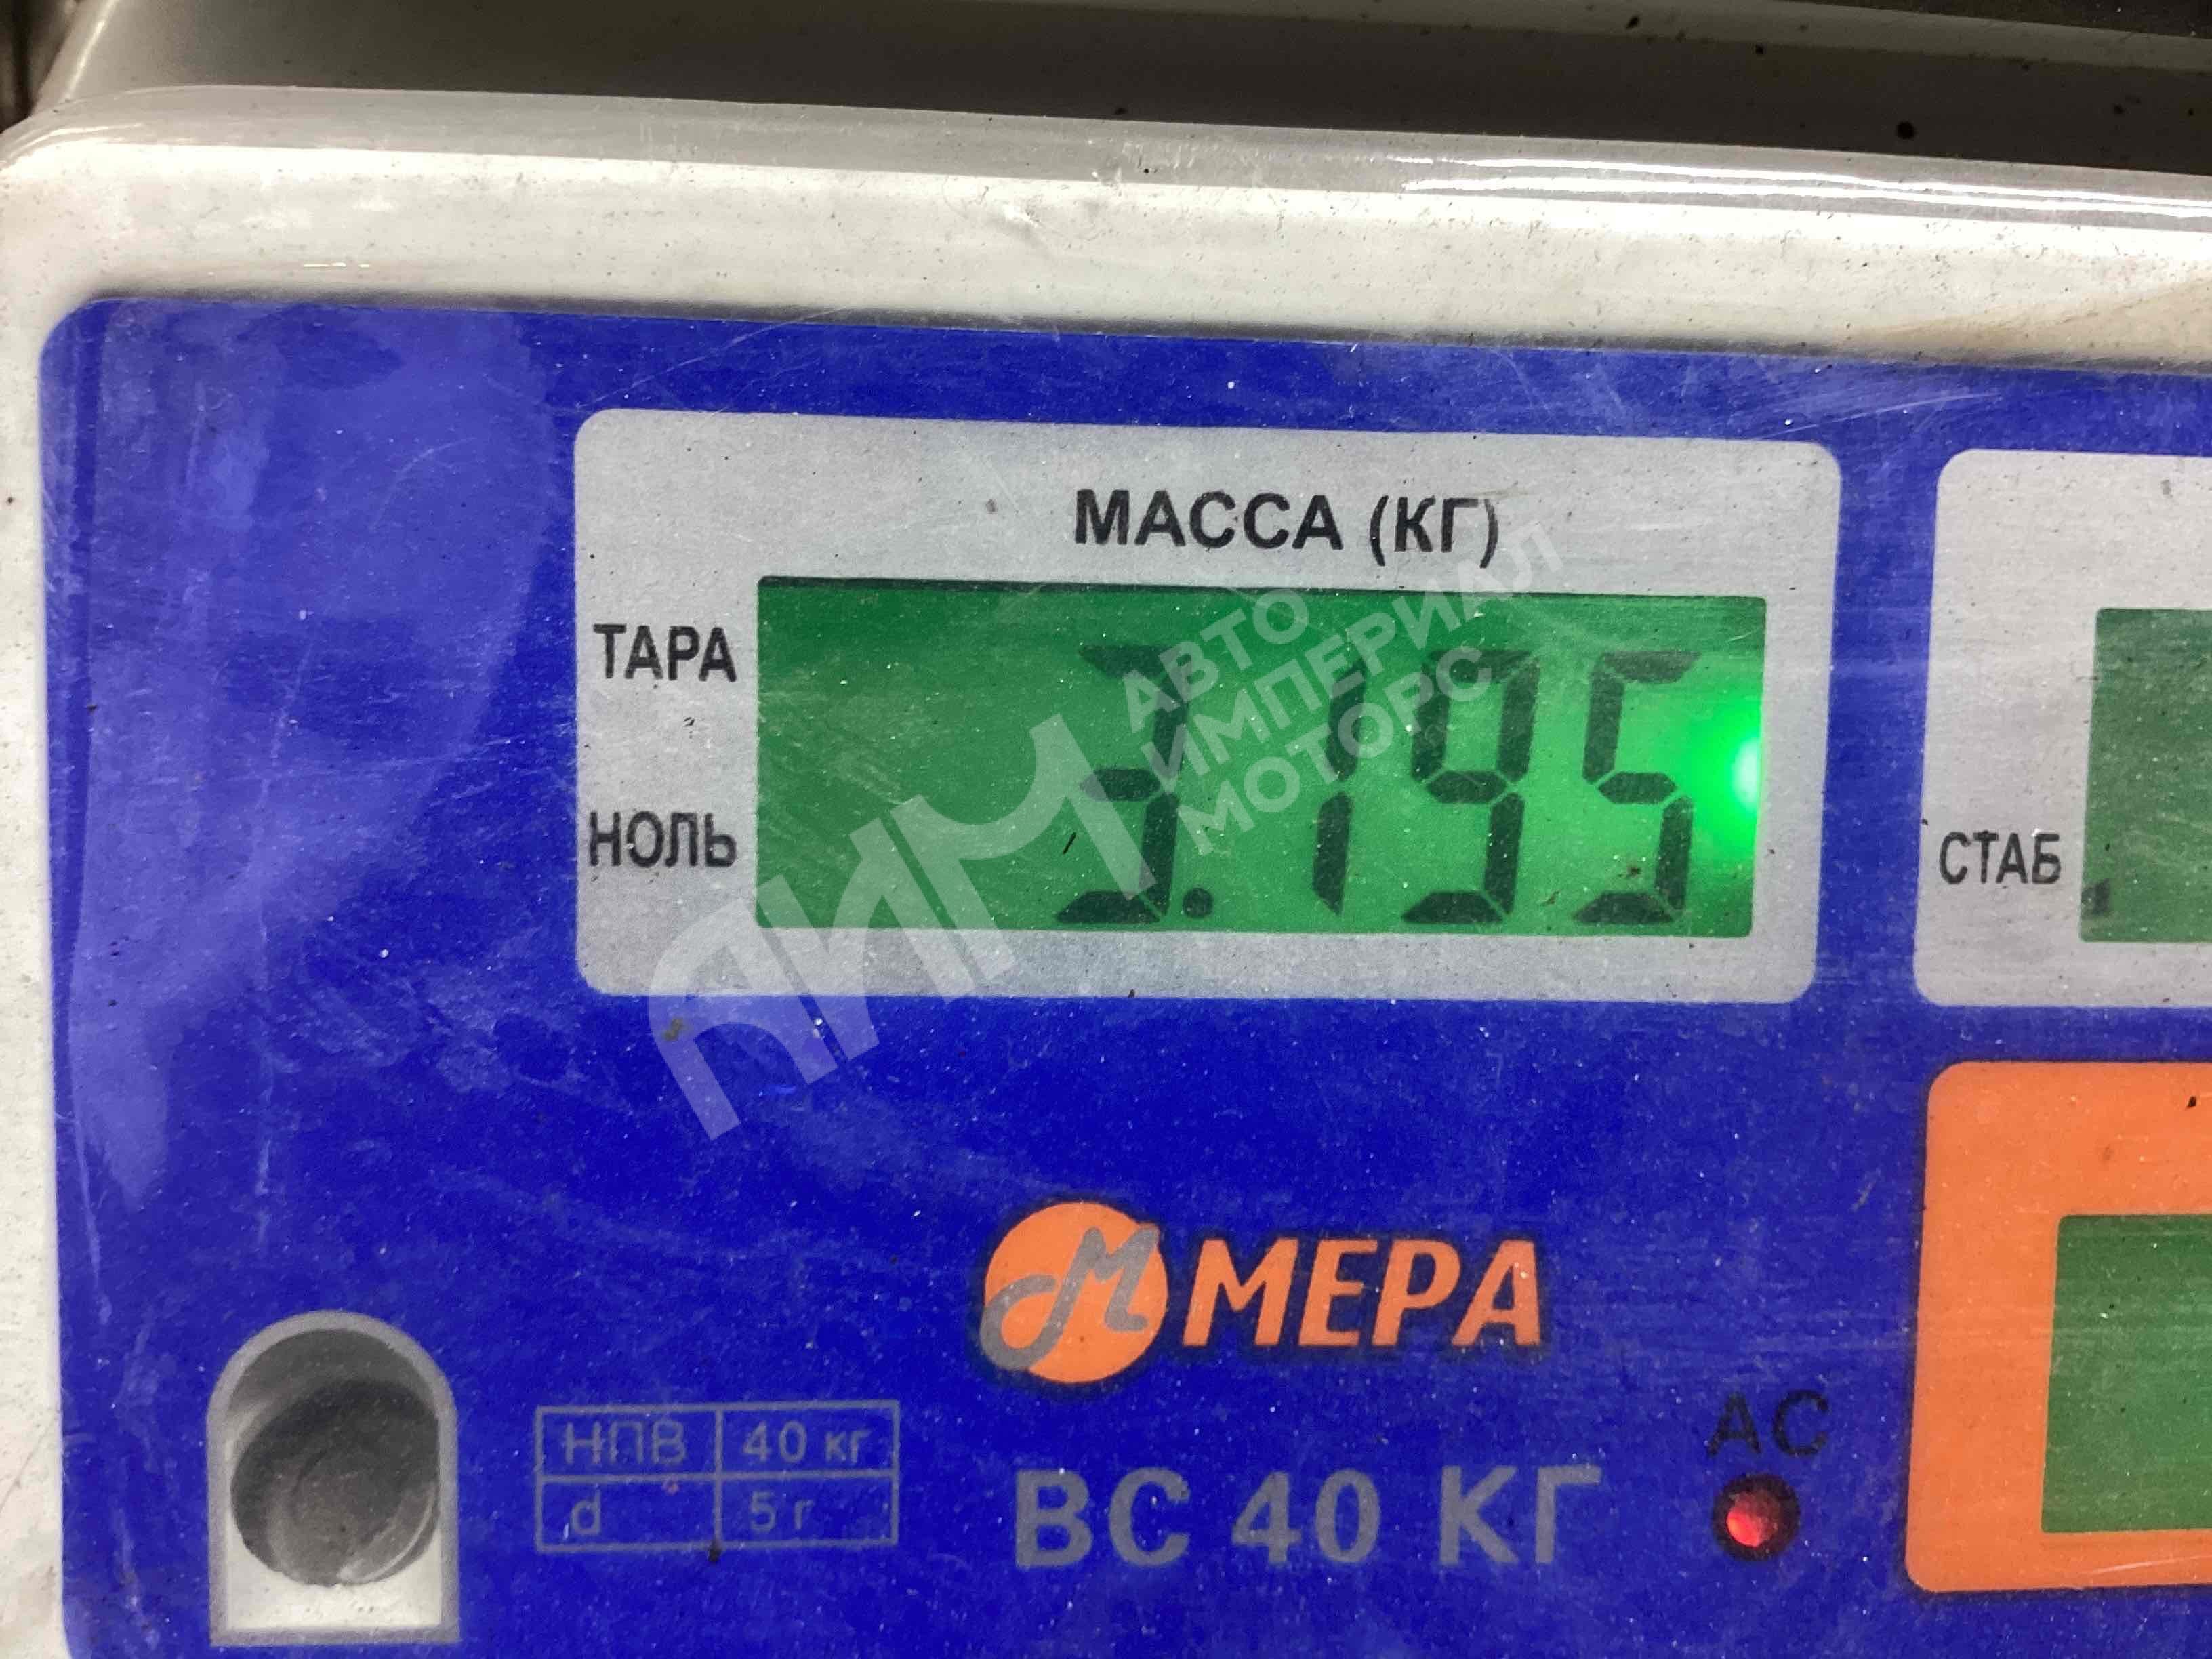 МАССА (КГ)
ТАРА
3.195
НОЛЬ
СТАБ
АИМ
АВТО
ИМПЕРИАЛ
МОТОРС
МЕРА
АС
НПВ 40 кг
d 5 г
ВС 40 КГ